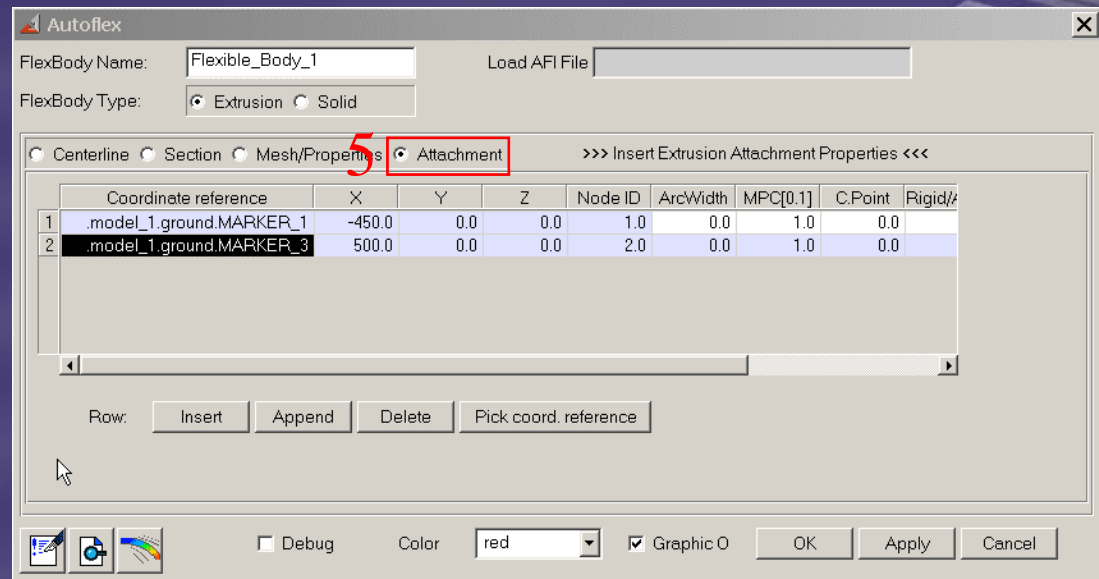 Autoflex
FlexBody Name: Flexible_Body_1 Load AFI File
FlexBody Type: Extrusion Solid
5
Centerline Section Mesh/Properties Attachment >>> Insert Extrusion Attachment Properties <<<
Coordinate reference X Y Z Node ID ArcWidth MPC[0.1] C.Point Rigid/
1 .model_1.ground.MARKER_1 -450.0 0.0 0.0 1.0 0.0 1.0 0.0
2 .model_1.ground.MARKER_3 500.0 0.0 0.0 2.0 0.0 1.0 0.0
Row: Insert Append Delete Pick coord. reference
Debug Color red Graphic O OK Apply Cancel